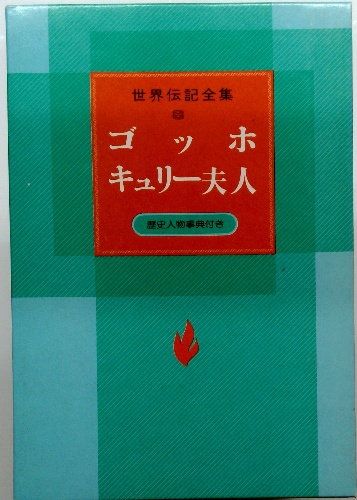 世界伝記全集
ゴッホ
キュリー夫人
歴史人物事典付き